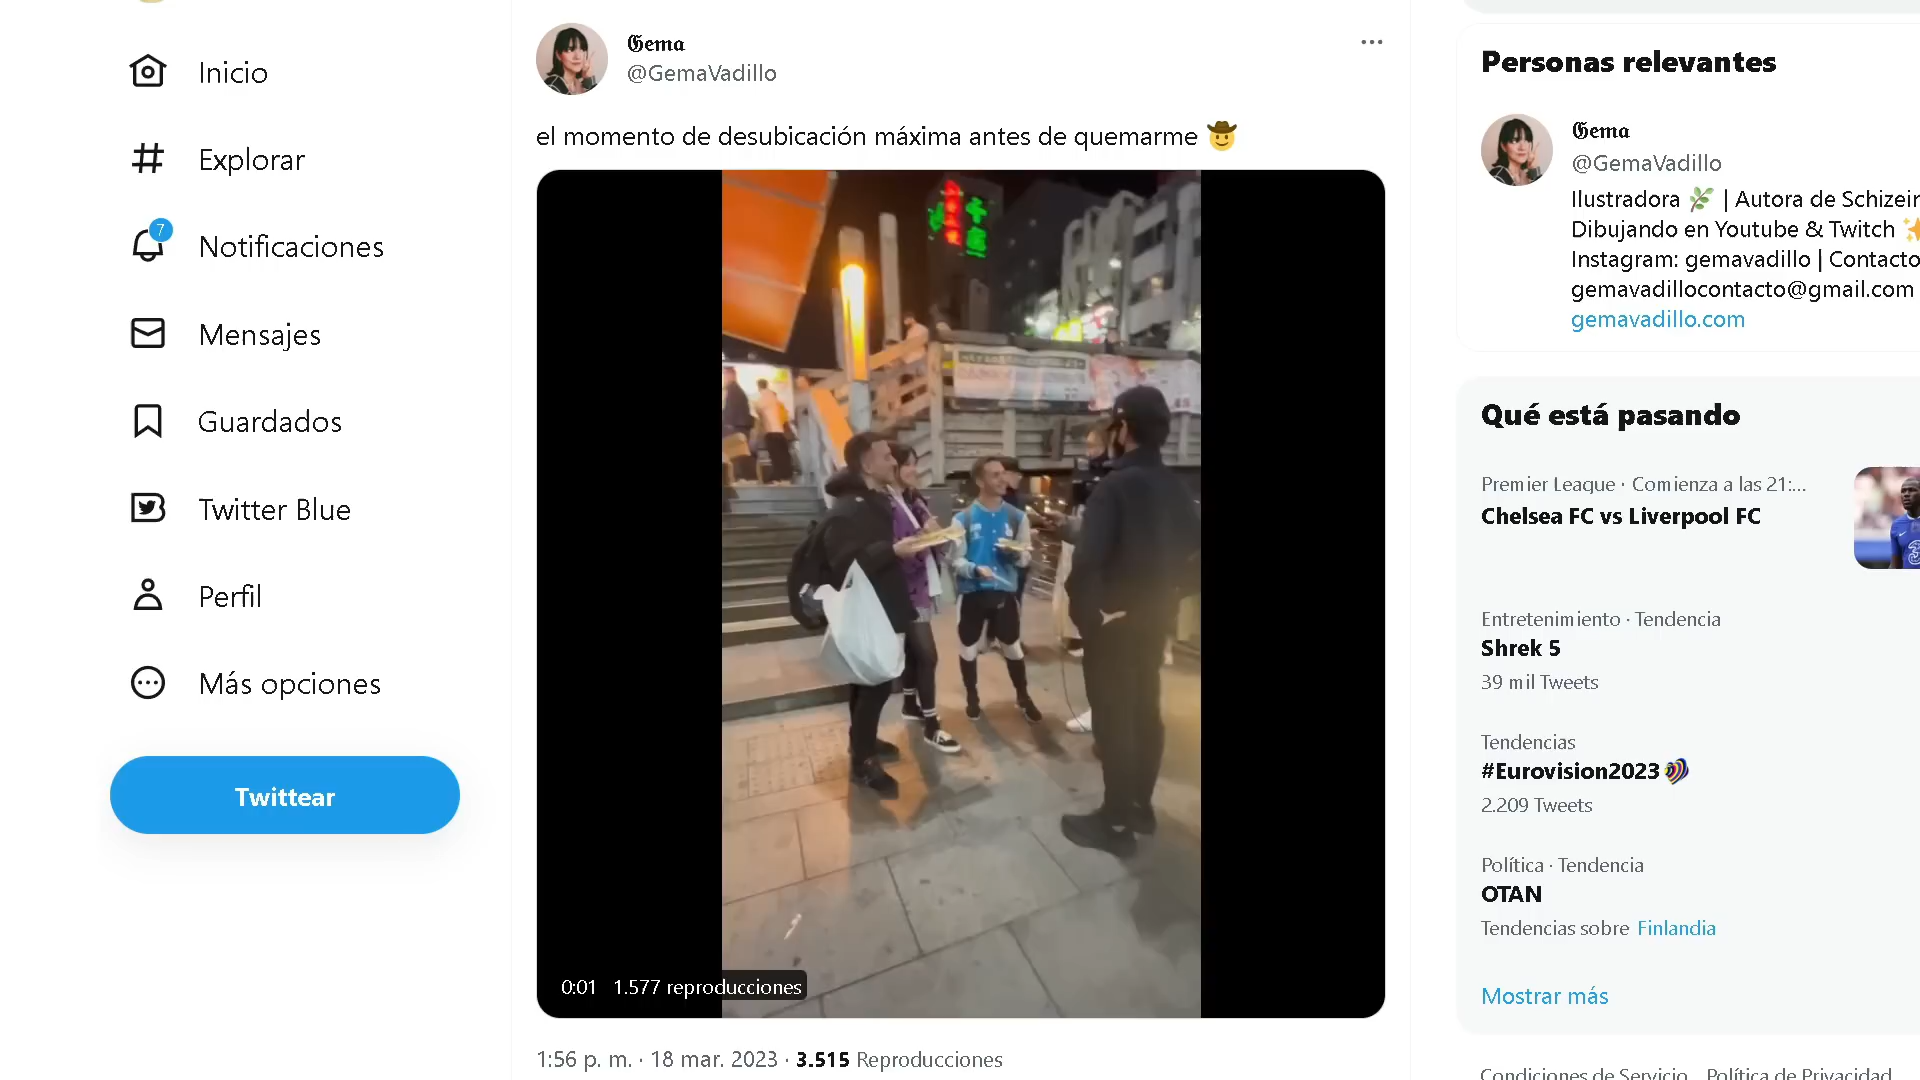 Inicio
Explorar
7
Notificaciones
Mensajes
Guardados
Twitter Blue
Perfil
Más opciones
Twittear
𝕲𝖊𝖒𝖆
@GemaVadillo
el momento de desubicación máxima antes de quemarme 🤠
0:01 1.577 reproducciones
1:56 p. m. · 18 mar. 2023 · 3.515 Reproducciones
Personas relevantes
𝕲𝖊𝖒𝖆
@GemaVadillo
Ilustradora 🌿 | Autora de Schizein
Dibujando en Youtube & Twitch ✨
Instagram: gemavadillo | Contacto
gemavadillocontacto@gmail.com
gemavadillo.com
Qué está pasando
Premier League · Comienza a las 21:...
Chelsea FC vs Liverpool FC
Entretenimiento · Tendencia
Shrek 5
39 mil Tweets
Tendencias
#Eurovision2023
2.209 Tweets
Política · Tendencia
OTAN
Tendencias sobre Finlandia
Mostrar más
Condiciones de Servicio Política de Privacidad